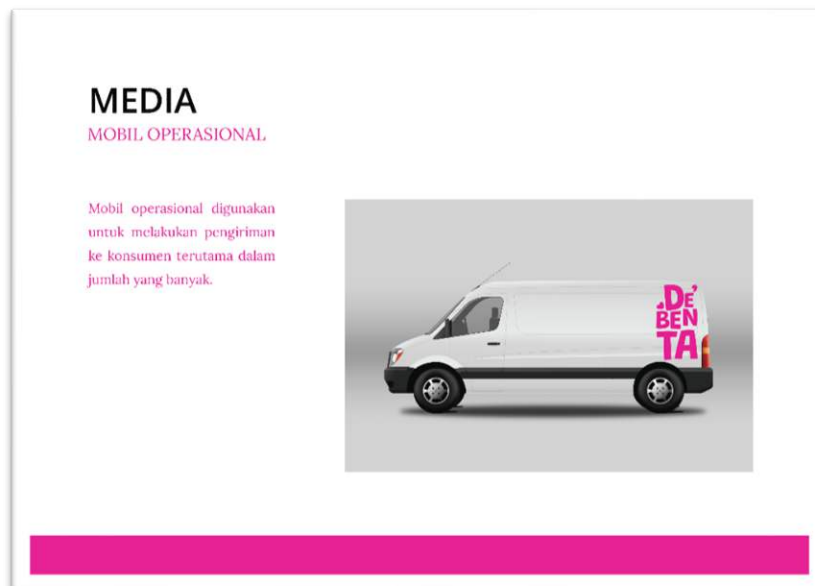 MEDIA
MOBIL OPERASIONAL
Mobil operasional digunakan
untuk melakukan pengiriman
ke konsumen terutama dalam
jumlah yang banyak.
DE'
BEN
TA